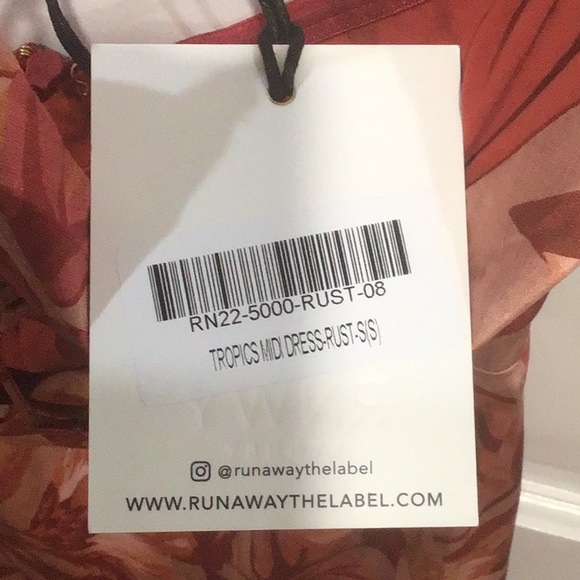 RN22-5000-RUST-08
TROPICS MIDI DRESS-RUST-S(S)
@runawaythelabel
WWW.RUNAWAYTHELABEL.COM